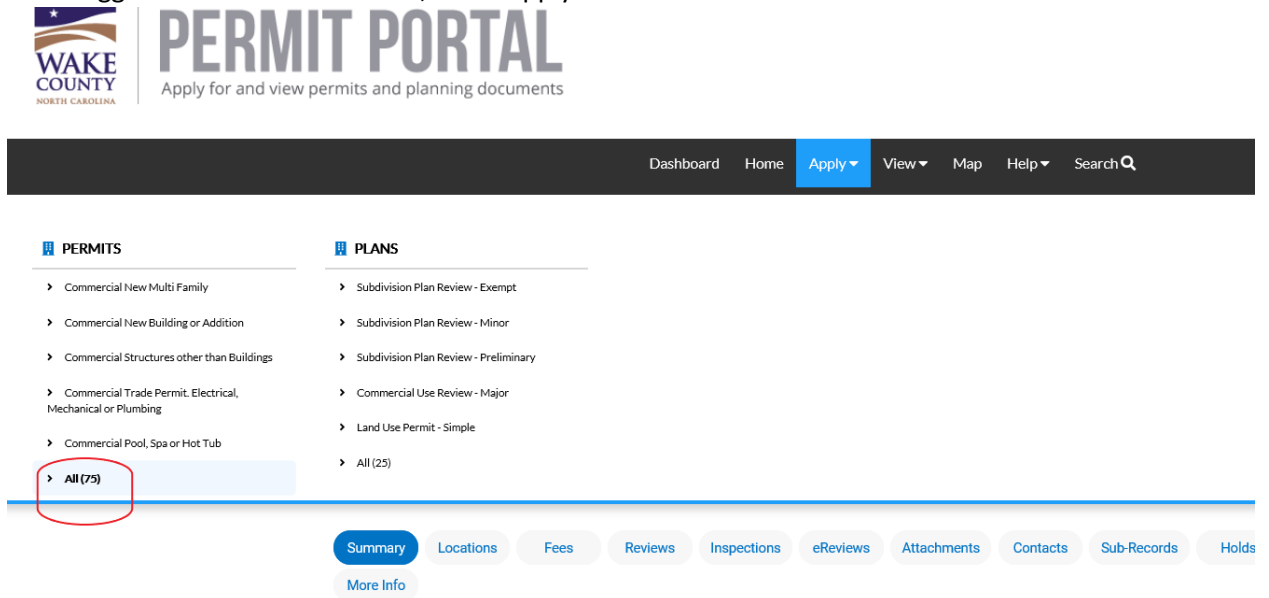 WAKE
COUNTY
NORTH CAROLINA
PERMIT PORTAL
Apply for and view permits and planning documents
Dashboard Home Apply View Map Help Search
PERMITS
Commercial New Multi Family
Commercial New Building or Addition
Commercial Structures other than Buildings
Commercial Trade Permit. Electrical,
Mechanical or Plumbing
Commercial Pool, Spa or Hot Tub
All (75)
PLANS
Subdivision Plan Review - Exempt
Subdivision Plan Review - Minor
Subdivision Plan Review - Preliminary
Commercial Use Review - Major
Land Use Permit - Simple
All (25)
Summary Locations Fees Reviews Inspections eReviews Attachments Contacts Sub-Records Holds
More Info